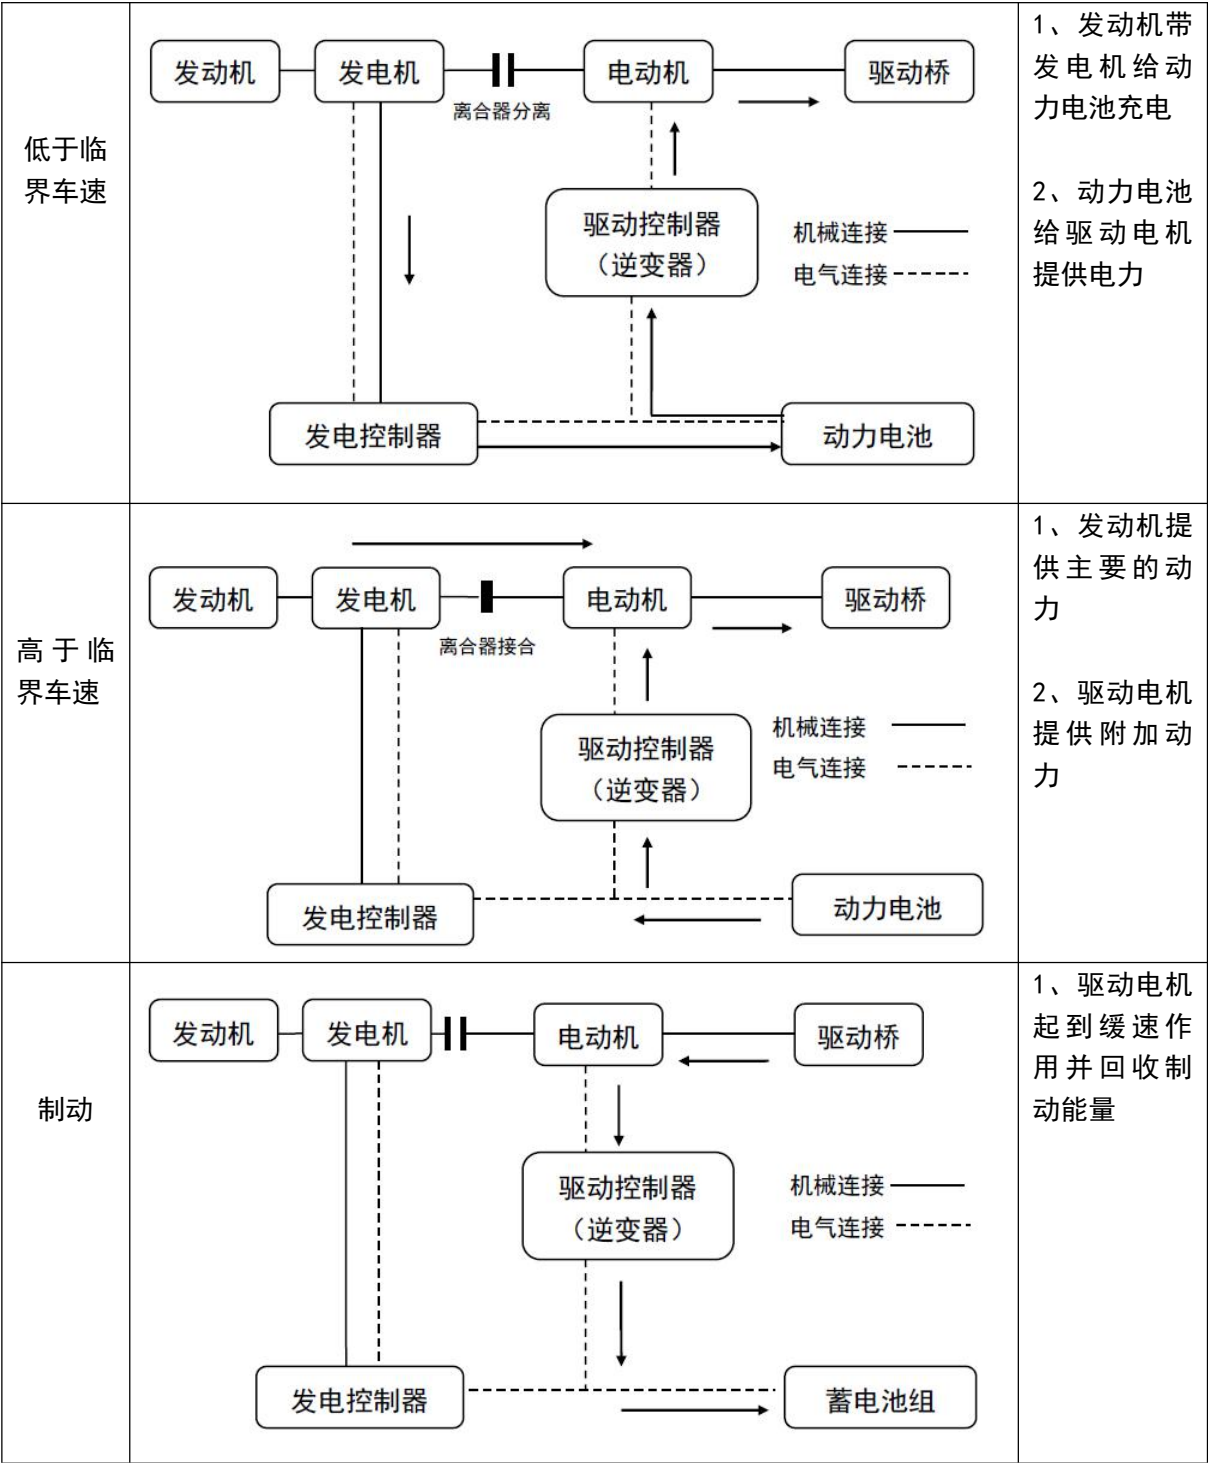 低于临
界车速
发动机
发电机
电动机
驱动桥
离合器分离
驱动控制器
（逆变器）
机械连接
电气连接
发电控制器
动力电池
1、发动机带
发电机给动
力电池充电
2、动力电池
给驱动电机
提供电力
高于临
界车速
发动机
发电机
电动机
驱动桥
离合器接合
驱动控制器
（逆变器）
机械连接
电气连接
发电控制器
动力电池
1、发动机提
供主要的动
力
2、驱动电机
提供附加动
力
制动
发动机
发电机
电动机
驱动桥
驱动控制器
（逆变器）
机械连接
电气连接
发电控制器
蓄电池组
1、驱动电机
起到缓速作
用并回收制
动能量